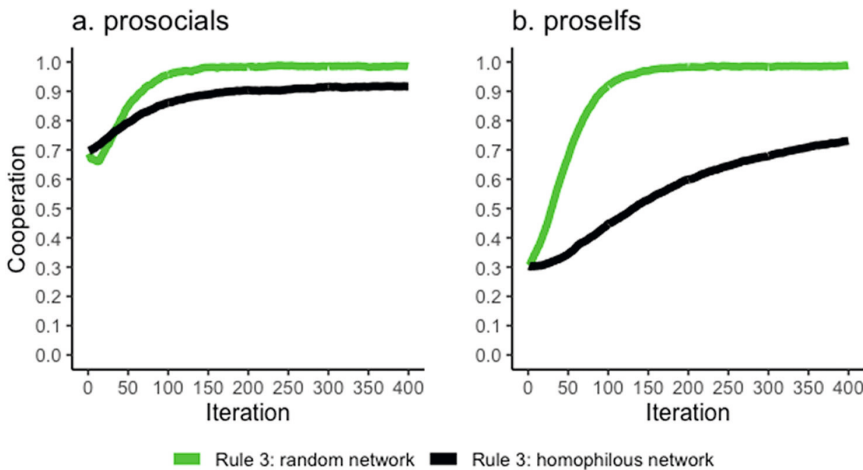 a. prosocials
b. proselfs
Cooperation
1.0
0.9
0.8
0.7
0.6
0.5
0.4
0.3
0.2
0.1
0.0
0 50 100 150 200 250 300 350 400
Iteration
1.0
0.9
0.8
0.7
0.6
0.5
0.4
0.3
0.2
0.1
0.0
0 50 100 150 200 250 300 350 400
Iteration
Rule 3: random network Rule 3: homophilous network